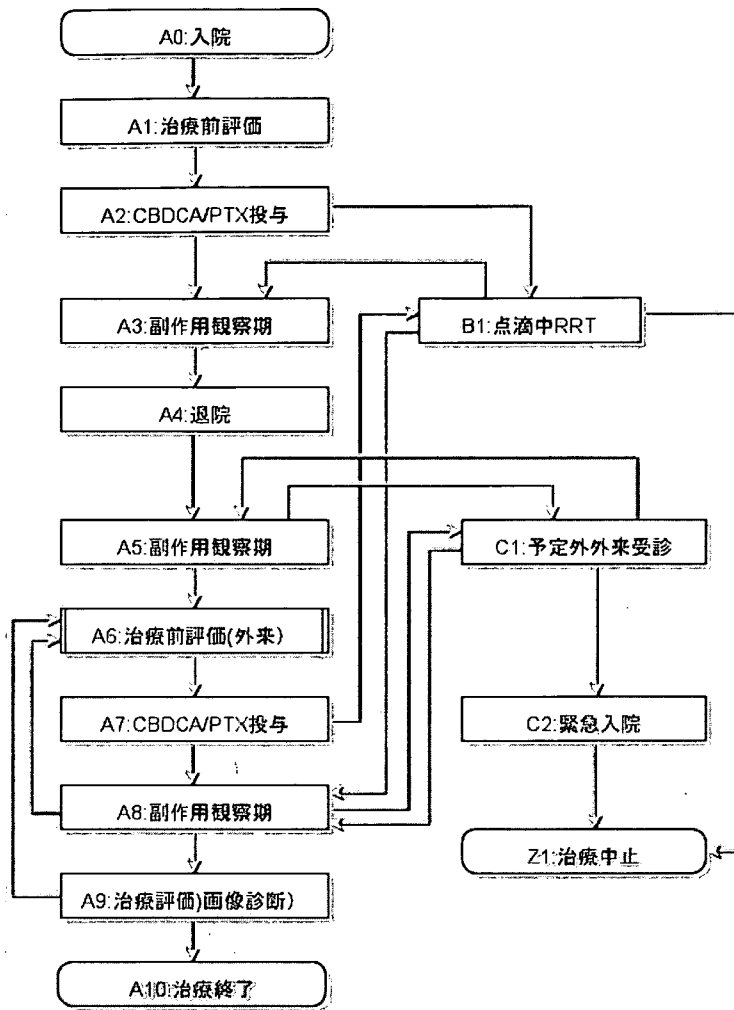 A0:入院
A1:治療前評価
A2:CBDCA/PTX投与
A3:副作用観察期
B1:点滴中RRT
A4:退院
A5:副作用観察期
C1:予定外外来受診
A6:治療前評価(外来)
A7:CBDCA/PTX投与
C2:緊急入院
A8:副作用観察期
Z1:治療中止
A9:治療評価)画像診断)
A10:治療終了